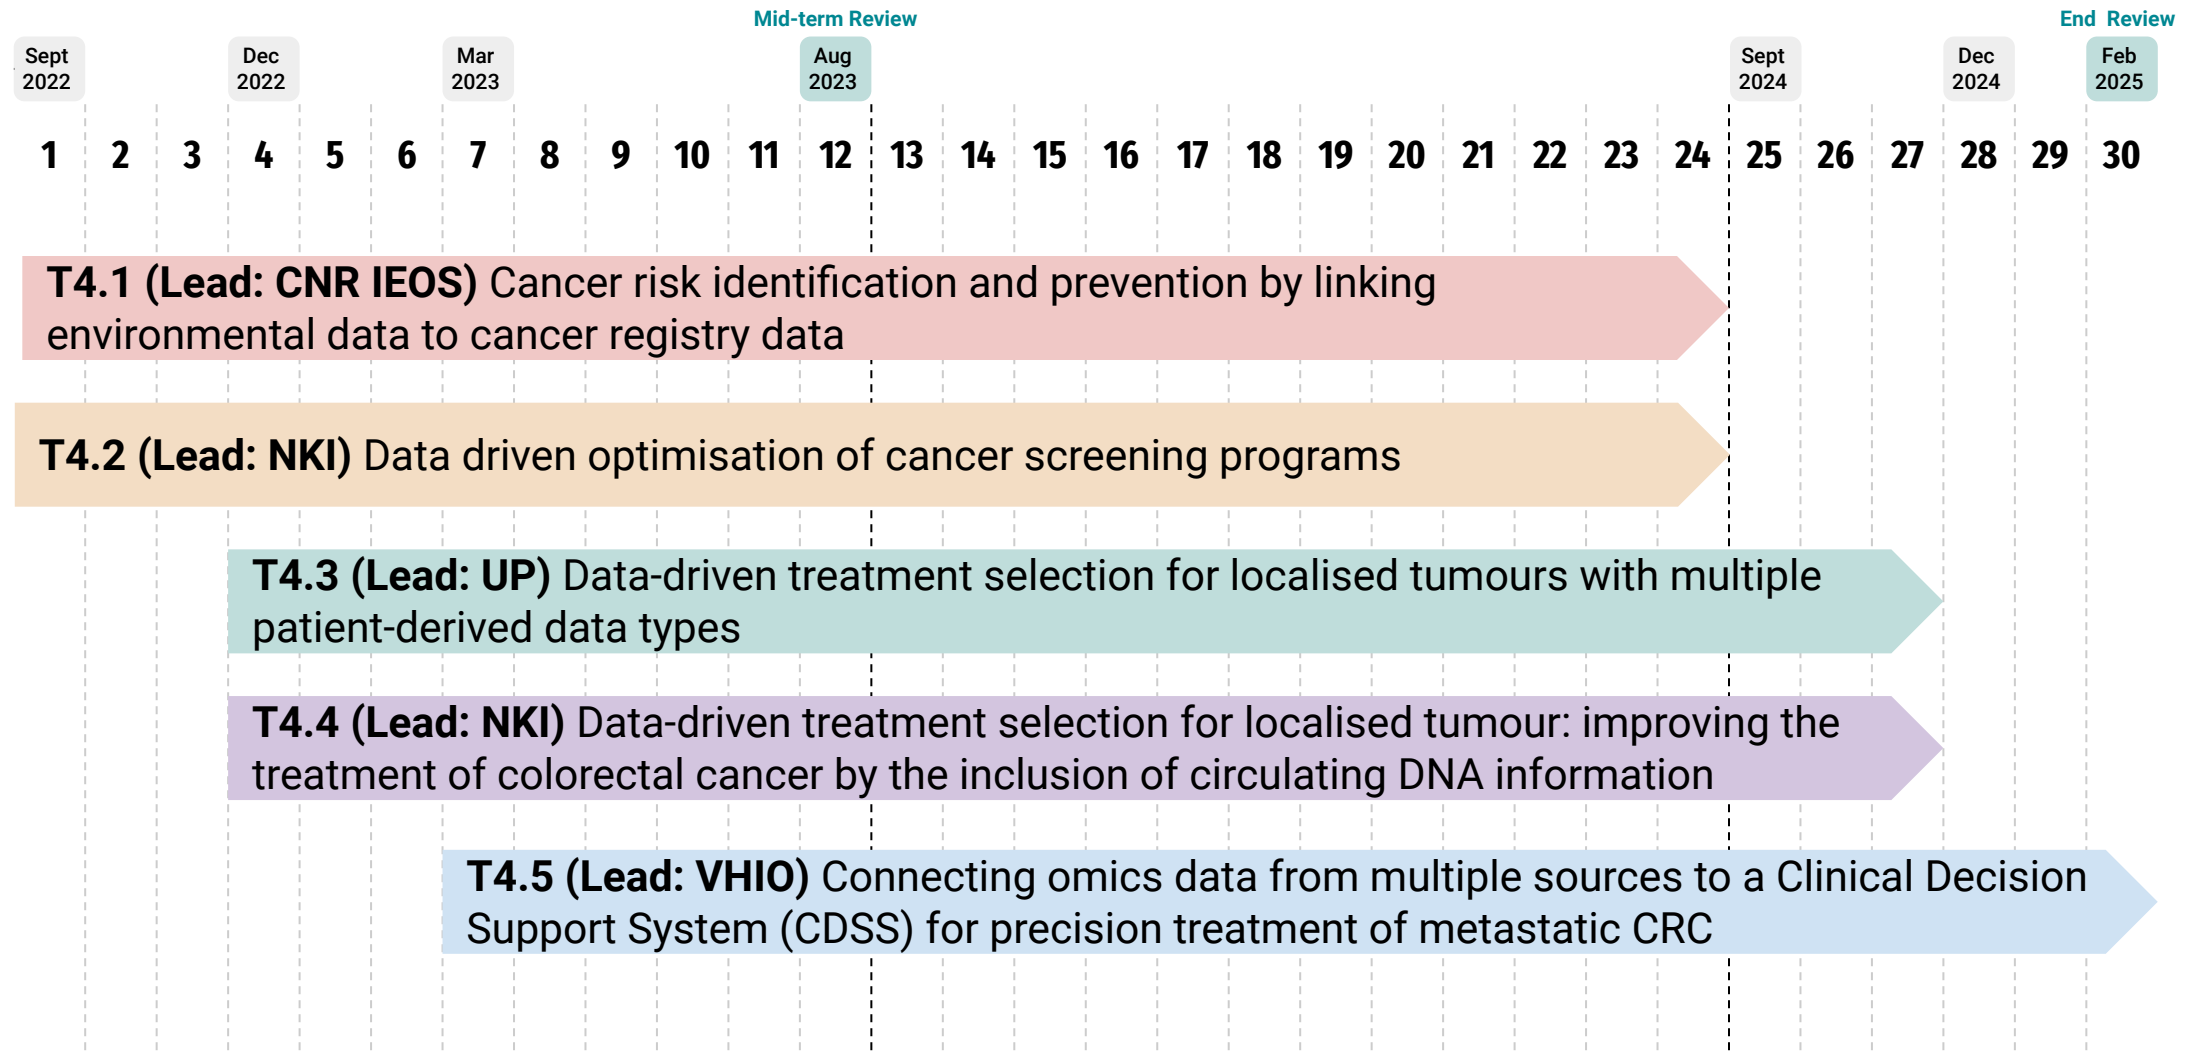 Mid-term Review
End Review
Sept
2022
Dec
2022
Mar
2023
Aug
2023
Sept
2024
Dec
2024
Feb
2025
1 2 3 4 5 6 7 8 9 10 11 12 13 14 15 16 17 18 19 20 21 22 23 24 25 26 27 28 29 30
T4.1 (Lead: CNR IEOS) Cancer risk identification and prevention by linking
environmental data to cancer registry data
T4.2 (Lead: NKI) Data driven optimisation of cancer screening programs
T4.3 (Lead: UP) Data-driven treatment selection for localised tumours with multiple
patient-derived data types
T4.4 (Lead: NKI) Data-driven treatment selection for localised tumour: improving the
treatment of colorectal cancer by the inclusion of circulating DNA information
T4.5 (Lead: VHIO) Connecting omics data from multiple sources to a Clinical Decision
Support System (CDSS) for precision treatment of metastatic CRC